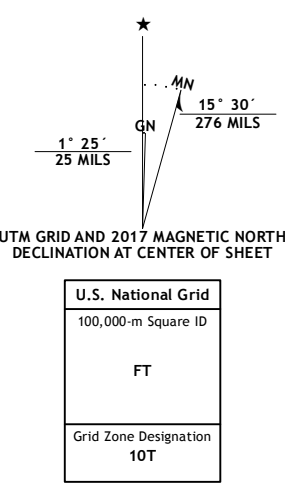 ★
MN
15° 30´
276 MILS
GN
1° 25´
25 MILS
UTM GRID AND 2017 MAGNETIC NORTH
DECLINATION AT CENTER OF SHEET
U.S. National Grid
100,000-m Square ID
FT
Grid Zone Designation
10T